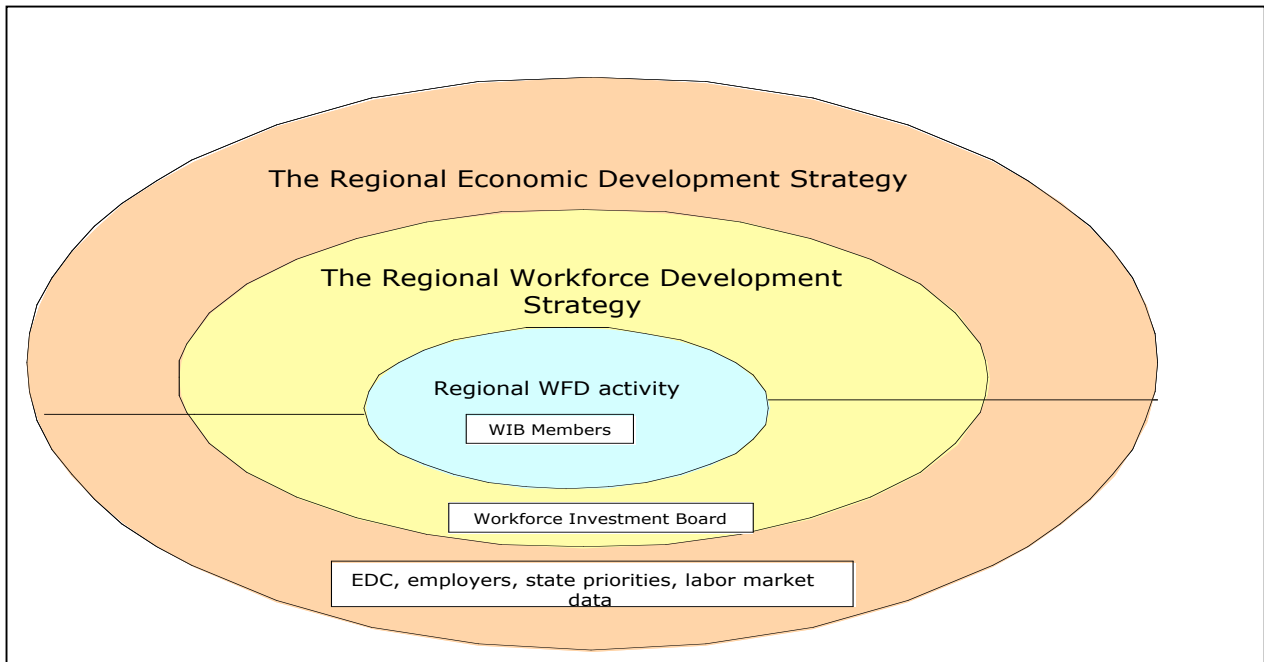 The Regional Economic Development Strategy
The Regional Workforce Development
Strategy
Regional WFD activity
WIB Members
Workforce Investment Board
EDC, employers, state priorities, labor market
data